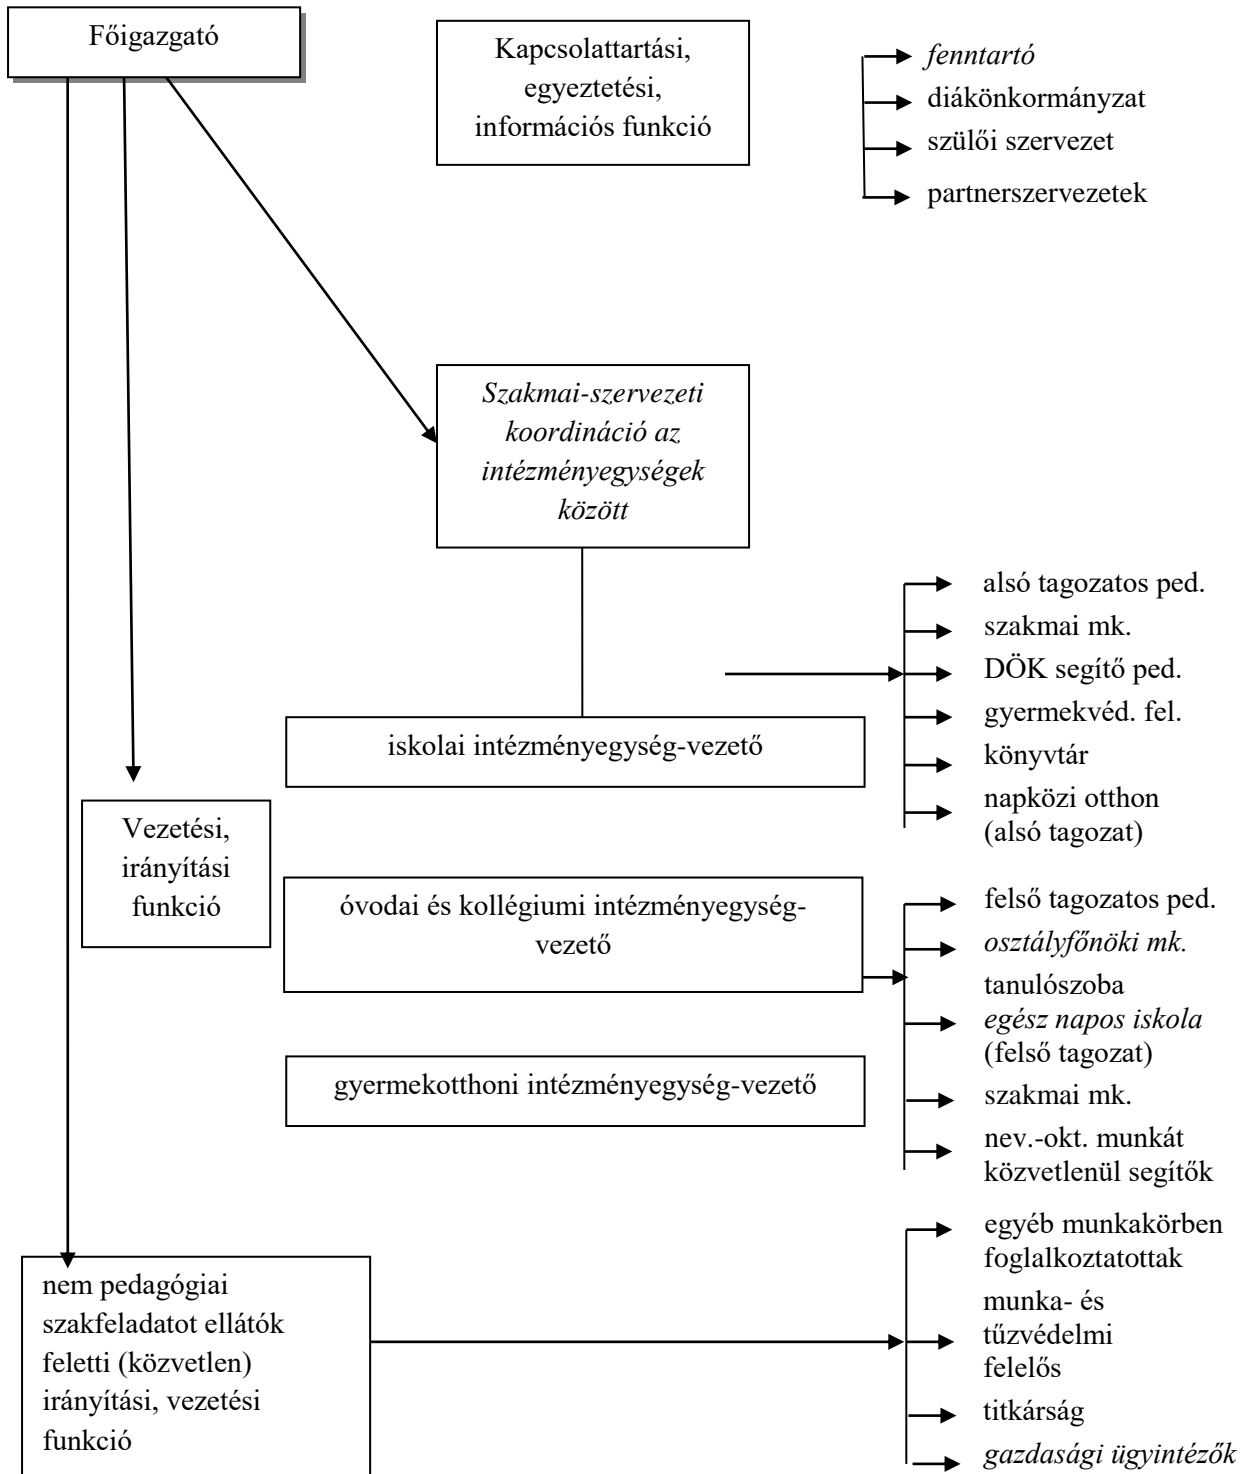 Főigazgató
Kapcsolattartási,
egyeztetési,
információs funkció
fenntartó
diákönkormányzat
szülői szervezet
partnerszervezetek
Szakmai-szervezeti
koordináció az
intézményegységek
között
alsó tagozatos ped.
szakmai mk.
DÖK segítő ped.
gyermekvéd. fel.
könyvtár
napközi otthon
(alsó tagozat)
iskolai intézményegység-vezető
Vezetési,
irányítási
funkció
óvodai és kollégiumi intézményegység-
vezető
felső tagozatos ped.
osztályfőnöki mk.
tanulószoba
egész napos iskola
(felső tagozat)
szakmai mk.
nev.-okt. munkát
közvetlenül segítők
gyermekotthoni intézményegység-vezető
nem pedagógiai
szakfeladatot ellátók
feletti (közvetlen)
irányítási, vezetési
funkció
egyéb munkakörben
foglalkoztatottak
munka- és
tűzvédelmi
felelős
titkárság
gazdasági ügyintézők